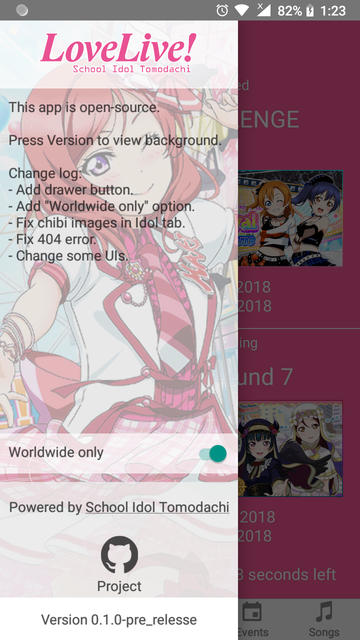 82% 1:23
LoveLive!
School Idol Tomodachi
This app is open-source.
Press Version to view background.
Change log:
- Add drawer button.
- Add "Worldwide only" option.
- Fix chibi images in Idol tab.
- Fix 404 error.
- Change some UIs.
Worldwide only
Powered by School Idol Tomodachi
Project
Version 0.1.0-pre_relesse
ed
ENGE
2018
2018
ing
und 7
2018
2018
8 seconds left
Events
Songs